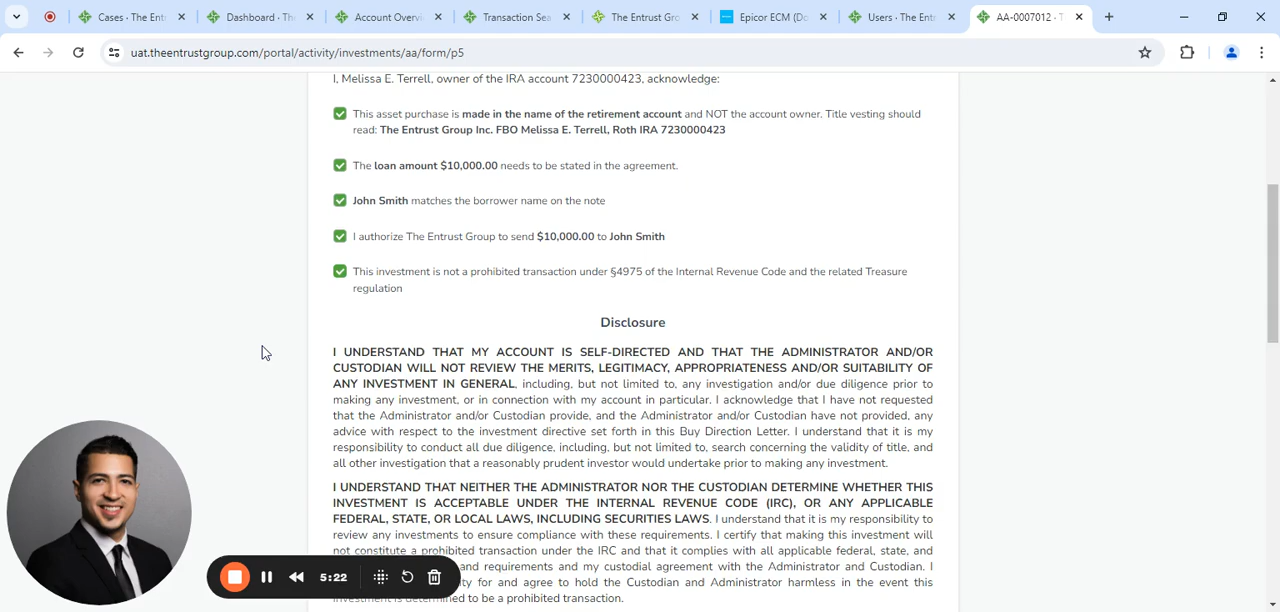 Cases · The Ent
Dashboard · The
Account Overvi
Transaction Sea
The Entrust Gro
Epicor ECM (Do
Users · The Ent
AA-0007012 · T
uat.theentrustgroup.com/portal/activity/investments/aa/form/p5
I, Melissa E. Terrell, owner of the IRA account 7230000423, acknowledge:
This asset purchase is made in the name of the retirement account and NOT the account owner. Title vesting should
read: The Entrust Group Inc. FBO Melissa E. Terrell, Roth IRA 7230000423
The loan amount $10,000.00 needs to be stated in the agreement.
John Smith matches the borrower name on the note
I authorize The Entrust Group to send $10,000.00 to John Smith
This investment is not a prohibited transaction under §4975 of the Internal Revenue Code and the related Treasure
regulation
Disclosure
I UNDERSTAND THAT MY ACCOUNT IS SELF-DIRECTED AND THAT THE ADMINISTRATOR AND/OR
CUSTODIAN WILL NOT REVIEW THE MERITS, LEGITIMACY, APPROPRIATENESS AND/OR SUITABILITY OF
ANY INVESTMENT IN GENERAL, including, but not limited to, any investigation and/or due diligence prior to
making any investment, or in connection with my account in particular. I acknowledge that I have not requested
that the Administrator and/or Custodian provide, and the Administrator and/or Custodian have not provided, any
advice with respect to the investment directive set forth in this Buy Direction Letter. I understand that it is my
responsibility to conduct all due diligence, including, but not limited to, search concerning the validity of title, and
all other investigation that a reasonably prudent investor would undertake prior to making any investment.
I UNDERSTAND THAT NEITHER THE ADMINISTRATOR NOR THE CUSTODIAN DETERMINE WHETHER THIS
INVESTMENT IS ACCEPTABLE UNDER THE INTERNAL REVENUE CODE (IRC), OR ANY APPLICABLE
FEDERAL, STATE, OR LOCAL LAWS, INCLUDING SECURITIES LAWS. I understand that it is my responsibility to
review any investments to ensure compliance with these requirements. I certify that making this investment will
not constitute a prohibited transaction under the IRC and that it complies with all applicable federal, state, and
and requirements and my custodial agreement with the Administrator and Custodian. I
ty for and agree to hold the Custodian and Administrator harmless in the event this
investment is determined to be a prohibited transaction.
5:22